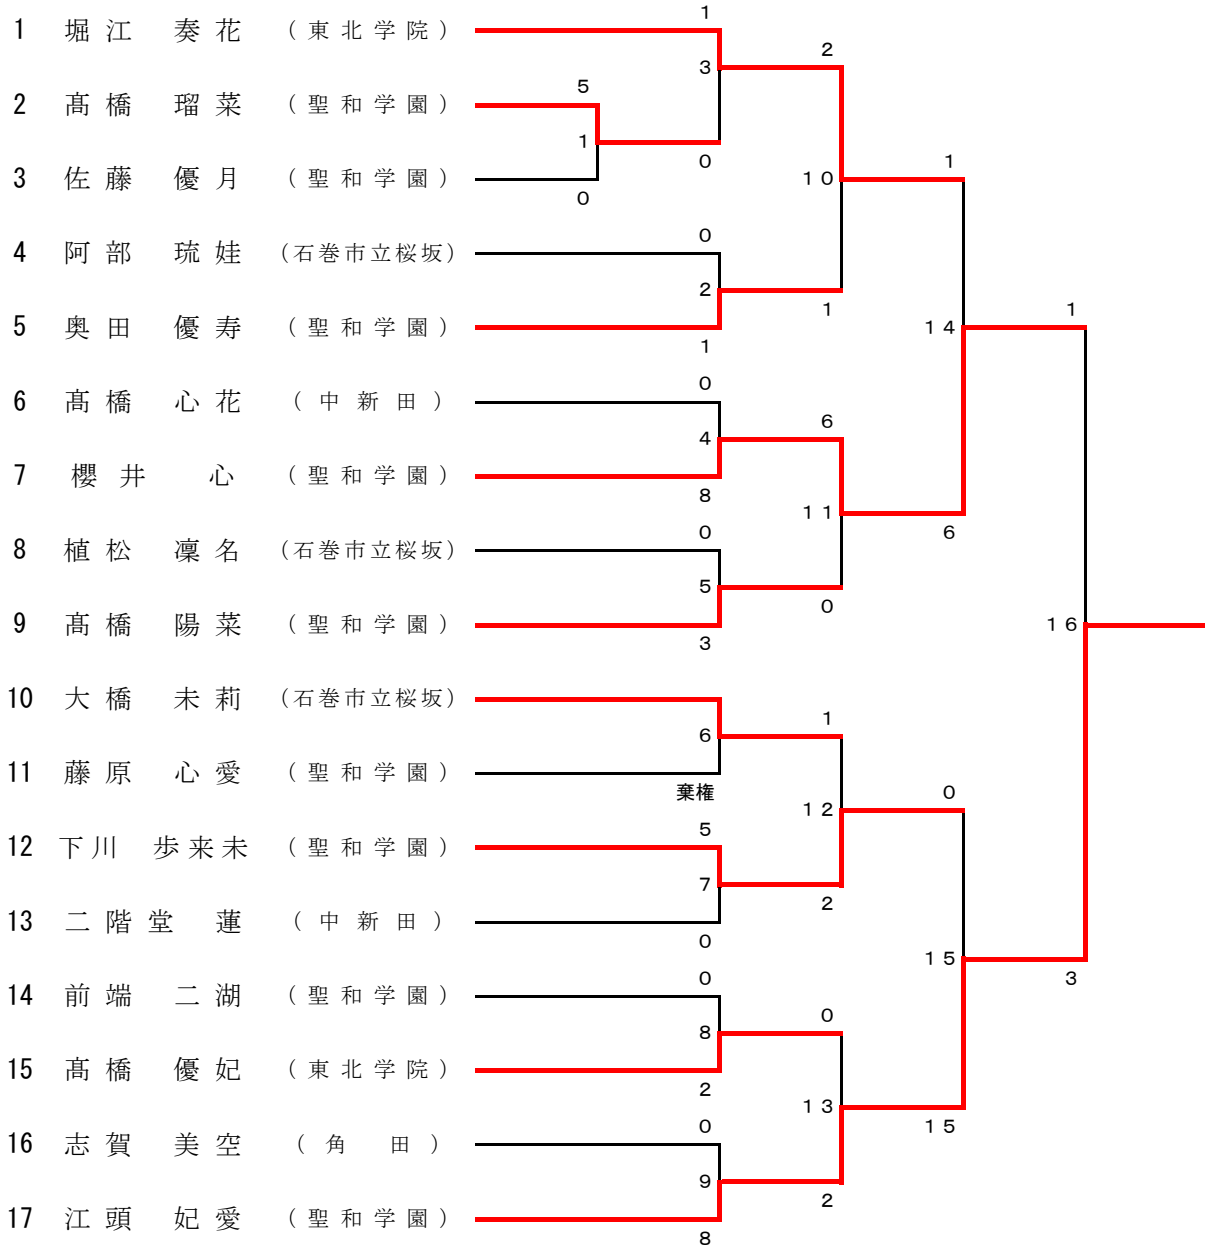 1
1 堀江 奏花 (東北学院)
2
3
5
2 髙橋 瑠菜 (聖和学園)
1
0
1
3 佐藤 優月 (聖和学園)
10
0
0
4 阿部 琉娃 (石巻市立桜坂)
2
1
1
5 奥田 優寿 (聖和学園)
14
1
0
6 髙橋 心花 (中新田)
6
4
7 櫻井 心 (聖和学園)
8
11
0
6
8 植松 凜名 (石巻市立桜坂)
5
0
9 髙橋 陽菜 (聖和学園)
16
3
10 大橋 未莉 (石巻市立桜坂)
1
6
11 藤原 心愛 (聖和学園)
棄権
0
12
5
12 下川 歩来未 (聖和学園)
7
2
13 二階堂 蓮 (中新田)
0
15
0
3
14 前端 二湖 (聖和学園)
0
8
15 髙橋 優妃 (東北学院)
2
13
0
15
16 志賀 美空 (角田)
9
2
17 江頭 妃愛 (聖和学園)
8